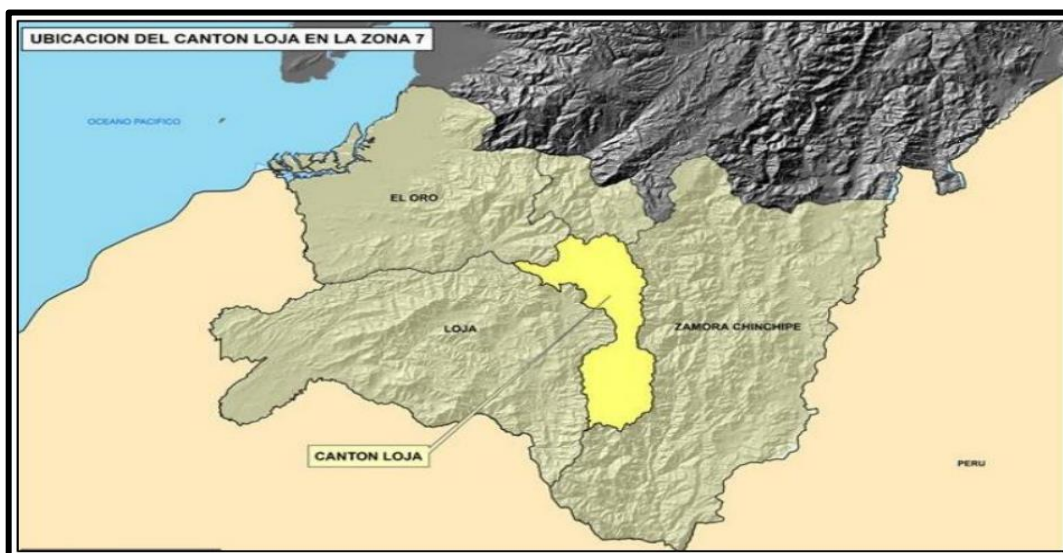 UBICACION DEL CANTON LOJA EN LA ZONA 7
OCEANO PACIFICO
EL ORO
LOJA
ZAMORA CHINCHIPE
CANTON LOJA
PERU